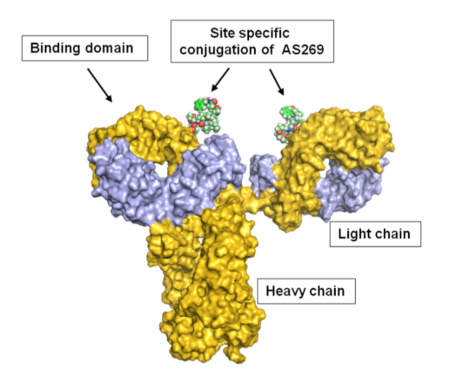 Binding domain
Site specific
conjugation of AS269
Light chain
Heavy chain